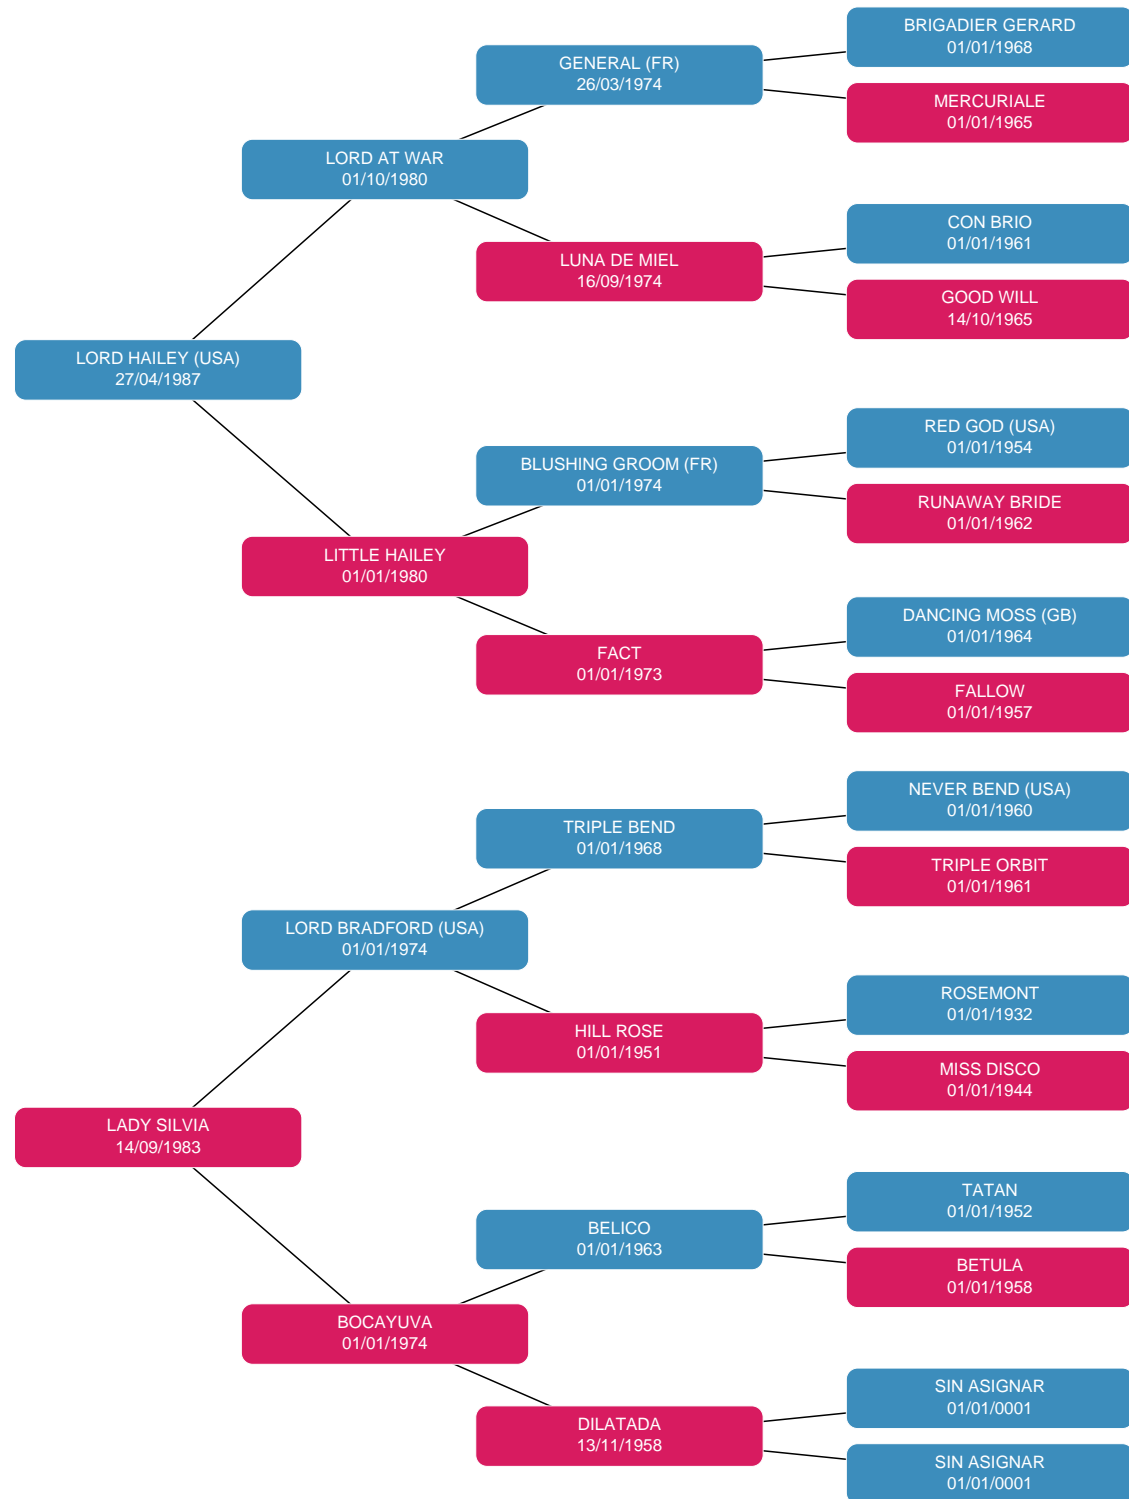 BRIGADIER GERARD
01/01/1968
GENERAL (FR)
26/03/1974
MERCURIALE
01/01/1965
LORD AT WAR
01/10/1980
CON BRIO
01/01/1961
LUNA DE MIEL
16/09/1974
GOOD WILL
14/10/1965
LORD HAILEY (USA)
27/04/1987
RED GOD (USA)
01/01/1954
BLUSHING GROOM (FR)
01/01/1974
RUNAWAY BRIDE
01/01/1962
LITTLE HAILEY
01/01/1980
DANCING MOSS (GB)
01/01/1964
FACT
01/01/1973
FALLOW
01/01/1957
NEVER BEND (USA)
01/01/1960
TRIPLE BEND
01/01/1968
TRIPLE ORBIT
01/01/1961
LORD BRADFORD (USA)
01/01/1974
ROSEMONT
01/01/1932
HILL ROSE
01/01/1951
MISS DISCO
01/01/1944
LADY SILVIA
14/09/1983
TATAN
01/01/1952
BELICO
01/01/1963
BETULA
01/01/1958
BOCAYUVA
01/01/1974
SIN ASIGNAR
01/01/0001
DILATADA
13/11/1958
SIN ASIGNAR
01/01/0001